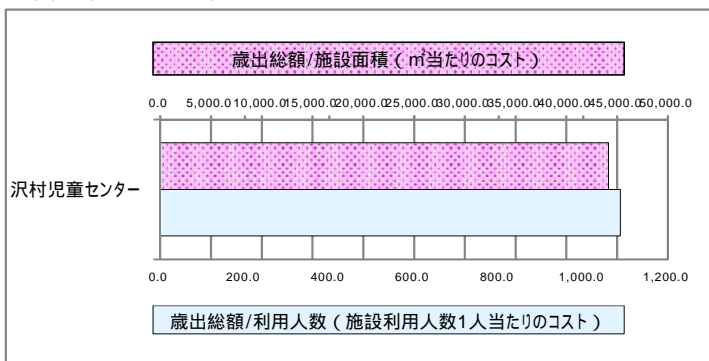 歳出総額/施設面積（㎡当たりのコスト）
0.0 5,000.0 10,000.0 15,000.0 20,000.0 25,000.0 30,000.0 35,000.0 40,000.0 45,000.0 50,000.0
沢村児童センター
0.0 200.0 400.0 600.0 800.0 1,000.0 1,200.0
歳出総額/利用人数（施設利用人数1人当たりのコスト）